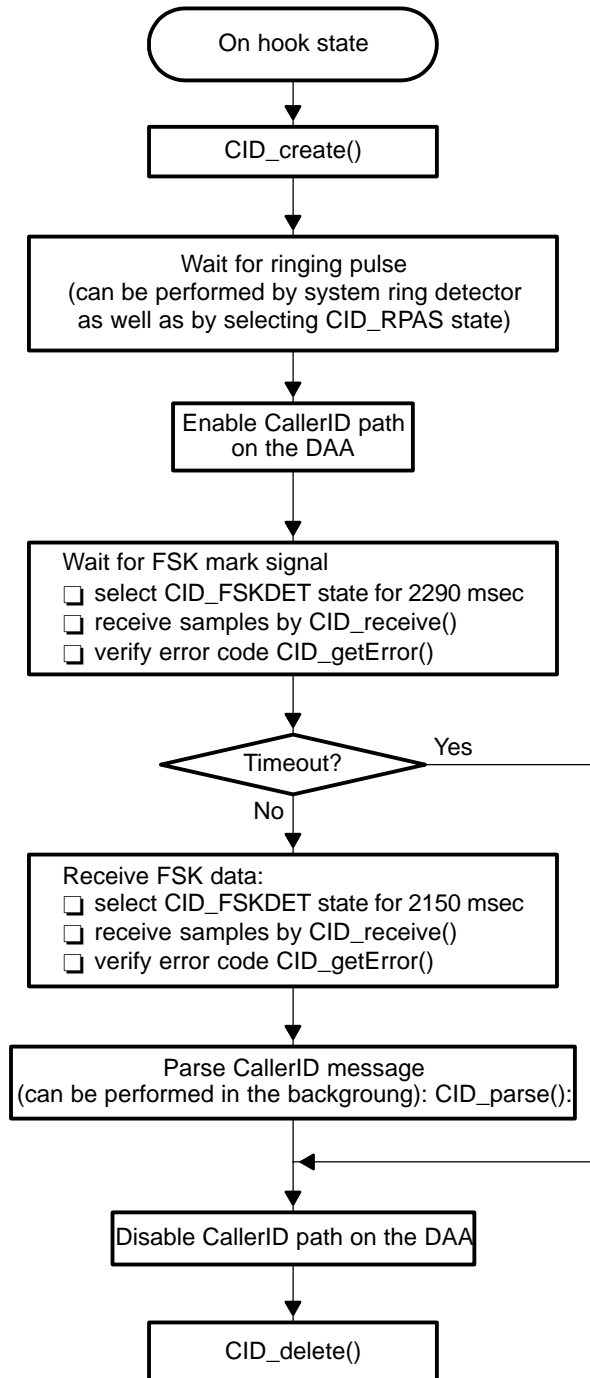 On hook state
CID_create()
Wait for ringing pulse
(can be performed by system ring detector
as well as by selecting CID_RPAS state)
Enable CallerID path
on the DAA
Wait for FSK mark signal
❏ select CID_FSKDET state for 2290 msec
❏ receive samples by CID_receive()
❏ verify error code CID_getError()
Timeout?
Yes
No
Receive FSK data:
❏ select CID_FSKDET state for 2150 msec
❏ receive samples by CID_receive()
❏ verify error code CID_getError()
Parse CallerID message
(can be performed in the backgroung): CID_parse():
Disable CallerID path on the DAA
CID_delete()